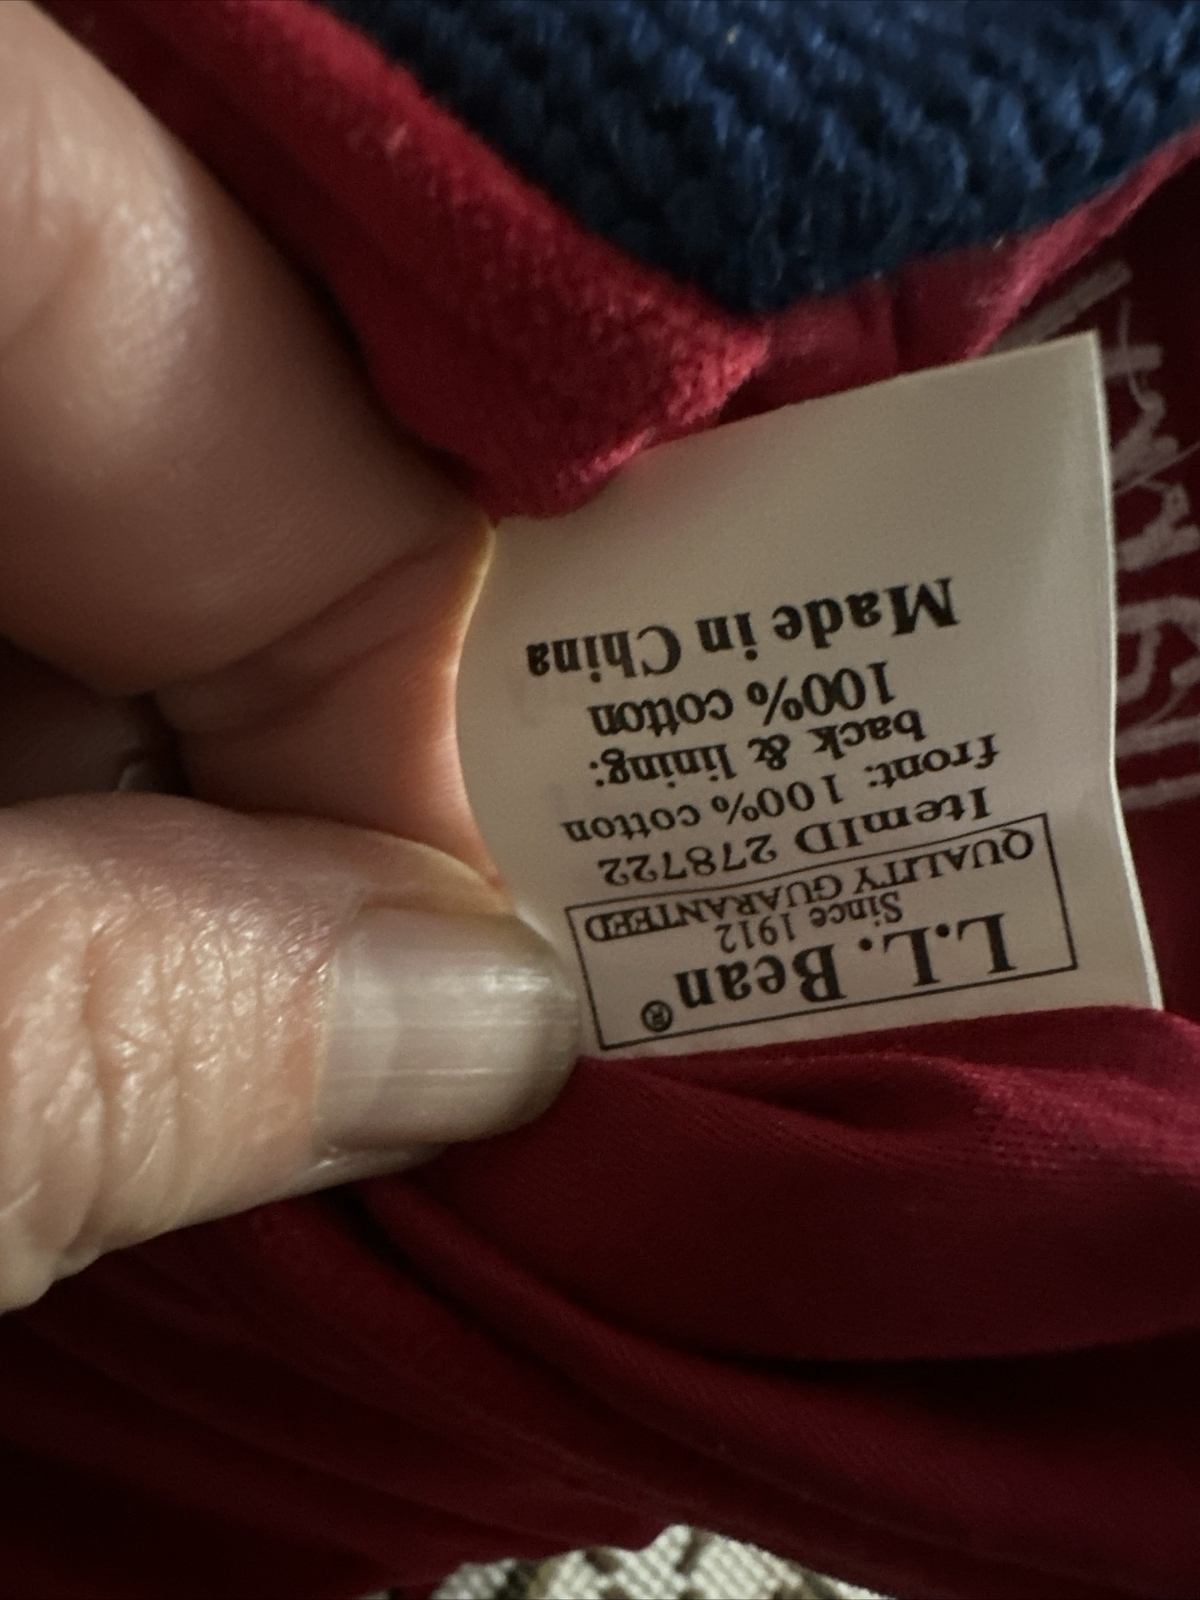 L.L.Bean®
Since 1912
QUALITY GUARANTEED
ItemID 278722
front: 100% cotton
back & lining:
100% cotton
Made in China